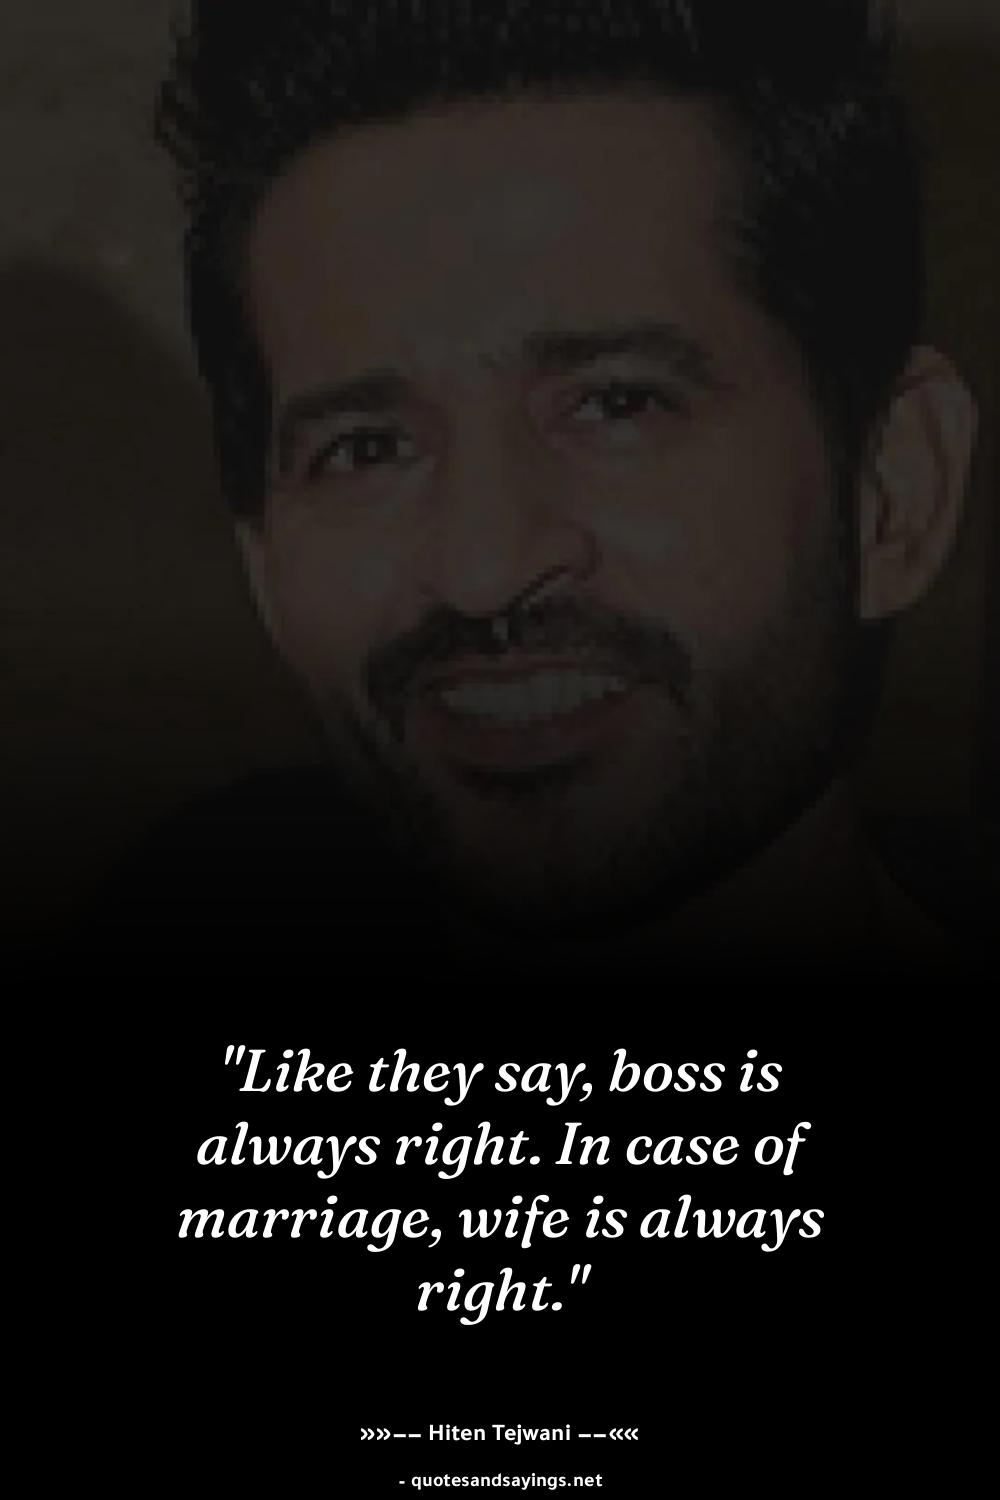 "Like they say, boss is
always right. In case of
marriage, wife is always
right."
»»−− Hiten Tejwani −−««
- quotesandsayings.net